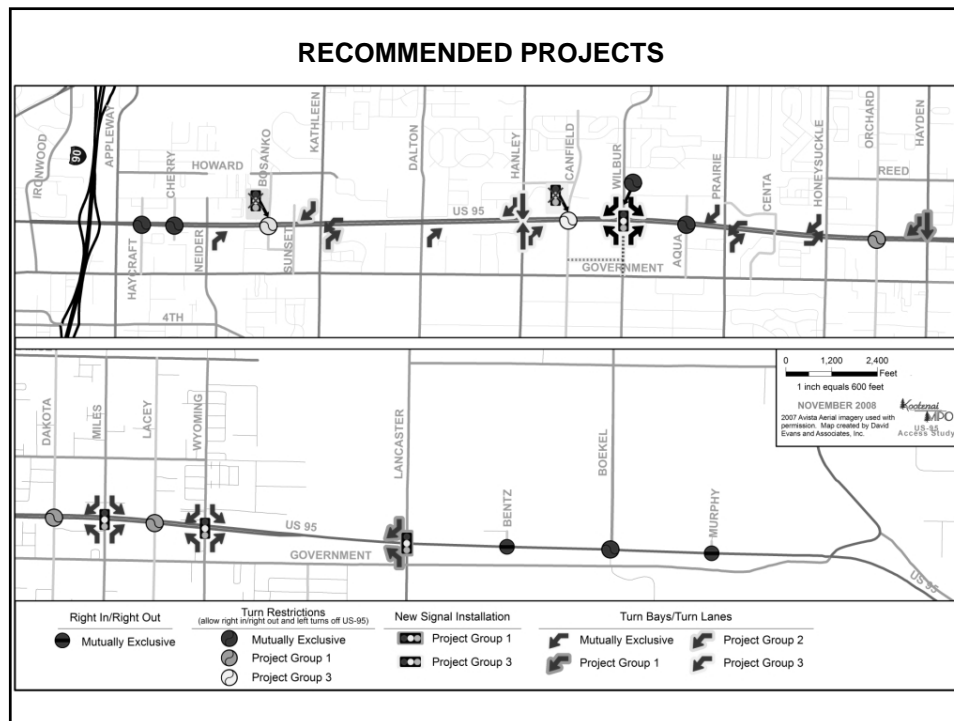 RECOMMENDED PROJECTS
IRONWOOD
90
APPLEWAY
HAYCRAFT
CHERRY
HOWARD
NEIDER
4TH
BOSANKO
SUNSET
KATHLEEN
DALTON
US 95
HANLEY
CANFIELD
WILBUR
GOVERNMENT
AQUA
PRAIRIE
CENTA
HONEYSUCKLE
ORCHARD
REED
HAYDEN
DAKOTA
MILES
LACEY
WYOMING
US 95
GOVERNMENT
LANCASTER
BENTZ
BOEKEL
MURPHY
US 95
0 1,200 2,400
Feet
1 inch equals 600 feet
NOVEMBER 2008
2007 Avista Aerial imagery used with
permission. Map created by David
Evans and Associates, Inc.
Kootenai
MPO
US-95
Access Study
Right In/Right Out
Mutually Exclusive
Turn Restrictions
(allow right in/right out and left turns off US-95)
Mutually Exclusive
Project Group 1
Project Group 3
New Signal Installation
Project Group 1
Project Group 3
Turn Bays/Turn Lanes
Mutually Exclusive
Project Group 2
Project Group 1
Project Group 3